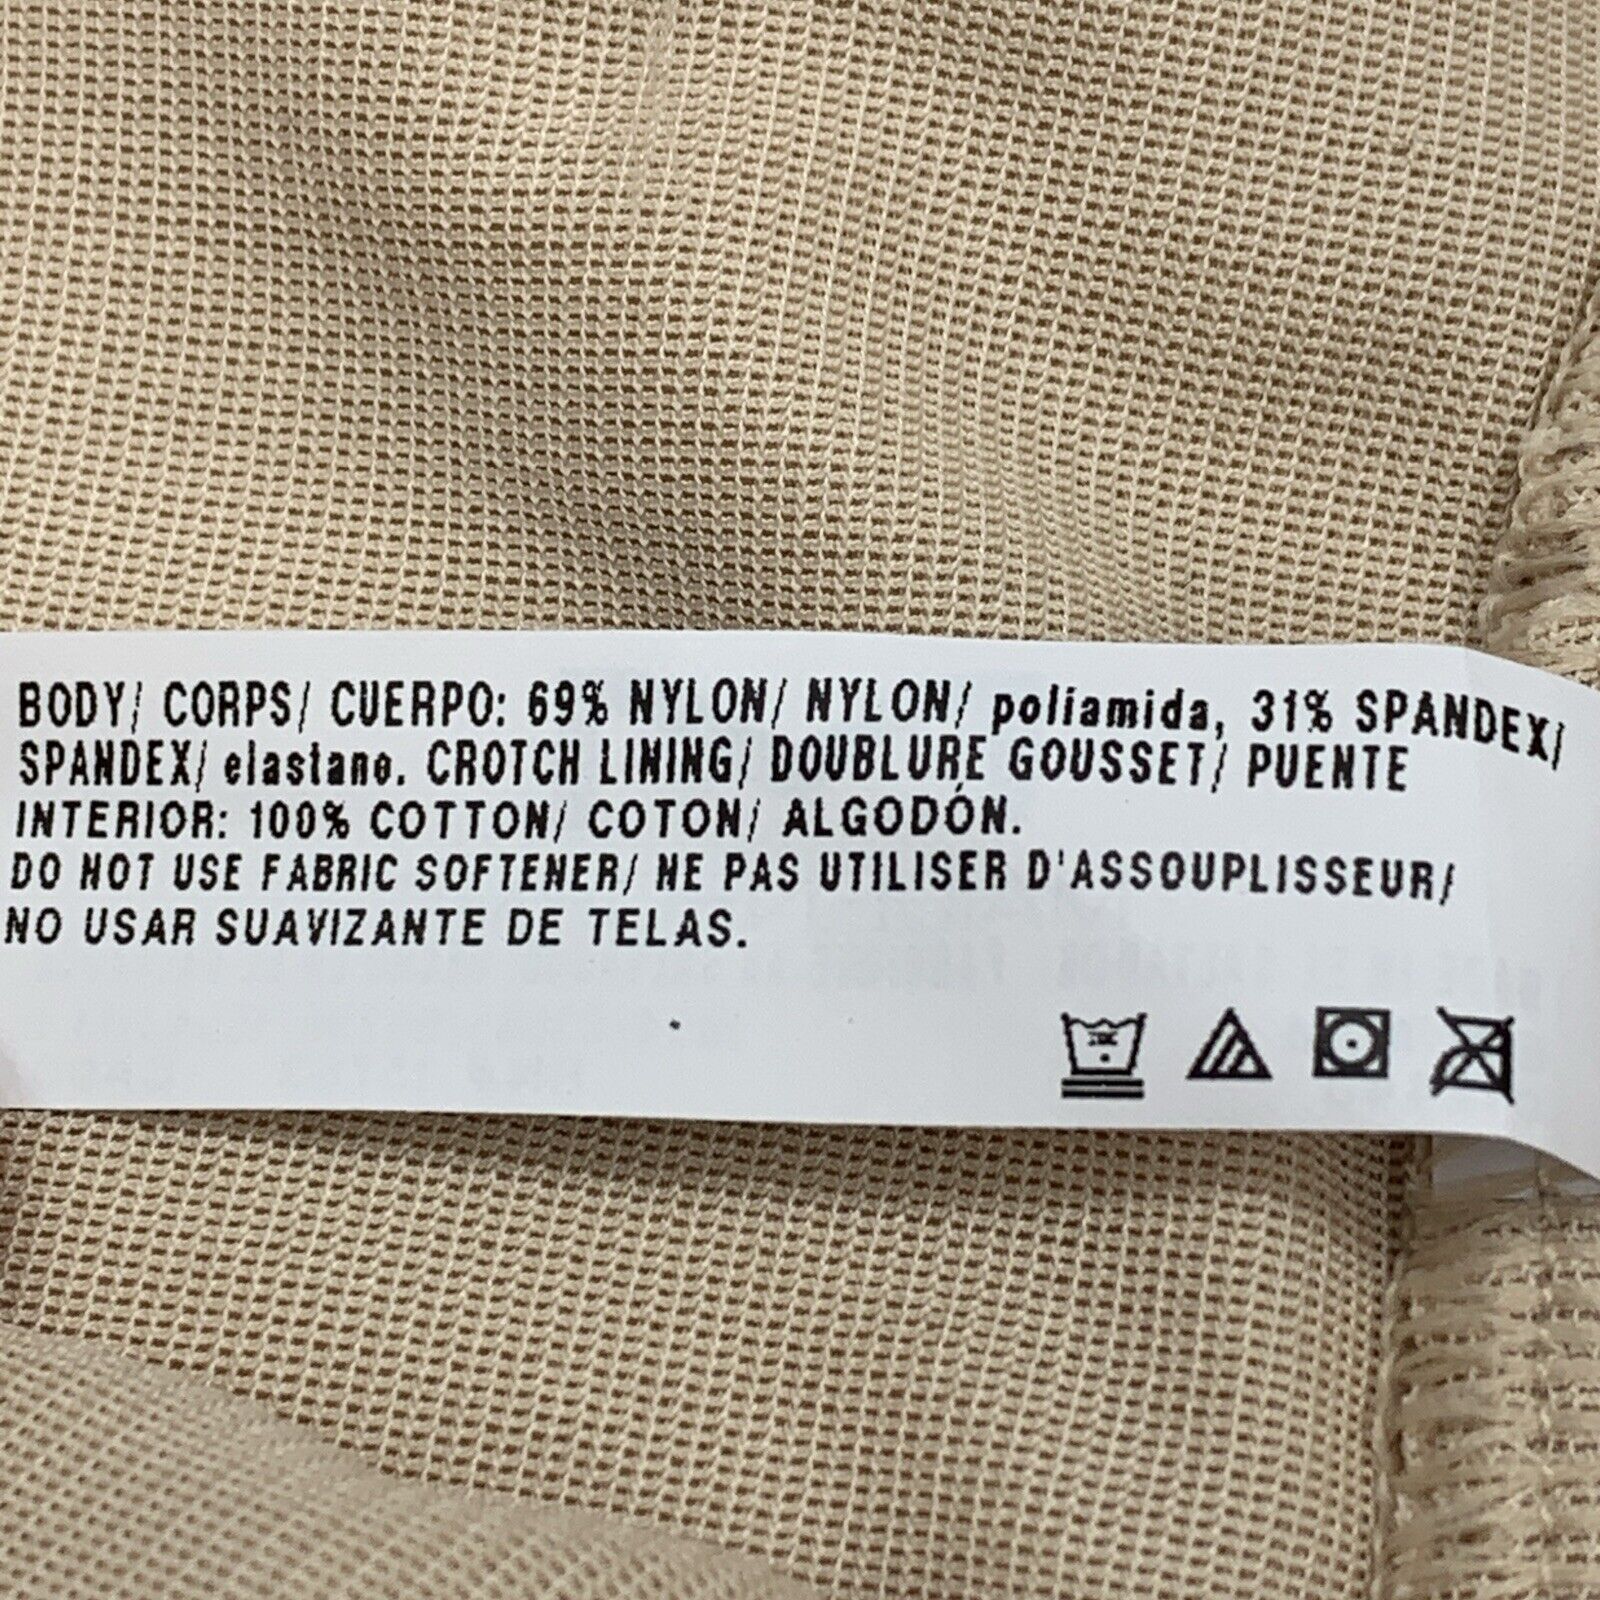 BODY/ CORPS/ CUERPO: 69% NYLON/ NYLON/ poliamida, 31% SPANDEX/
SPANDEX/ elastano. CROTCH LINING/ DOUBLURE GOUSSET/ PUENTE
INTERIOR: 100% COTTON/ COTON/ ALGODÓN.
DO NOT USE FABRIC SOFTENER/ NE PAS UTILISER D'ASSOUPLISSEUR/
NO USAR SUAVIZANTE DE TELAS.